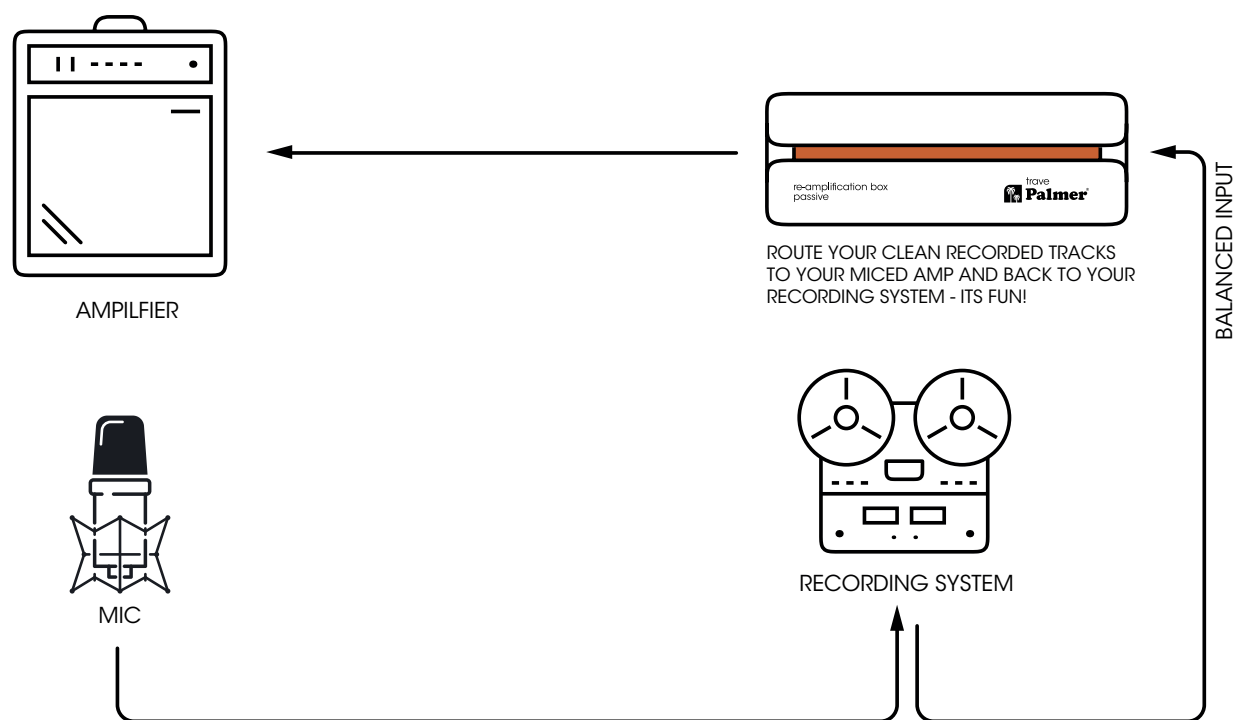 re-amplification box
passive
trave
Palmer
ROUTE YOUR CLEAN RECORDED TRACKS
TO YOUR MICED AMP AND BACK TO YOUR
RECORDING SYSTEM - ITS FUN!
BALANCED INPUT
AMPILFIER
RECORDING SYSTEM
MIC